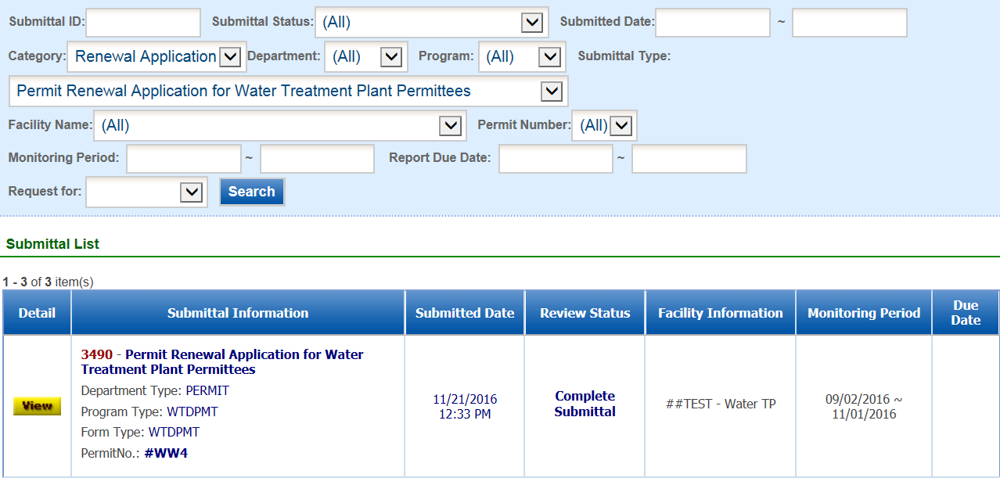 Submittal ID: Submittal Status: (All) Submitted Date: ~
Category: Renewal Application Department: (All) Program: (All) Submittal Type:
Permit Renewal Application for Water Treatment Plant Permittees
Facility Name: (All) Permit Number: (All)
Monitoring Period: ~ Report Due Date: ~
Request for: Search
Submittal List
1 - 3 of 3 item(s)
Detail Submittal Information Submitted Date Review Status Facility Information Monitoring Period Due
Date
3490 - Permit Renewal Application for Water
Treatment Plant Permittees
Department Type: PERMIT
Program Type: WTDPMT
Form Type: WTDPMT
PermitNo.: #WW4
View
11/21/2016
12:33 PM
Complete
Submittal
##TEST - Water TP
09/02/2016 ~
11/01/2016